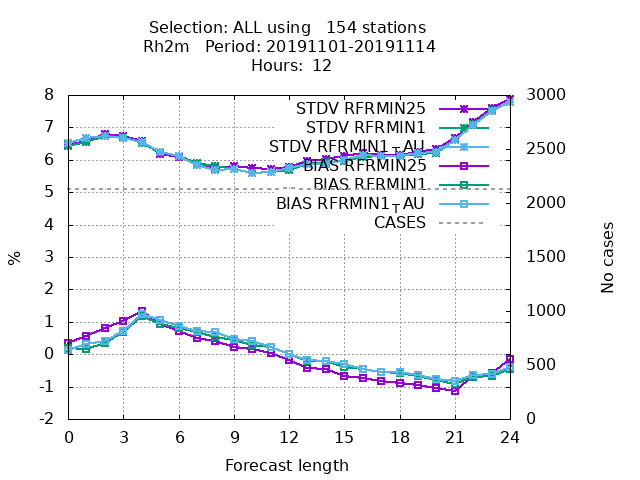 Selection: ALL using   154 stations
Rh2m   Period: 20191101-20191114
Hours:  12
STDV RFRMIN25
STDV RFRMIN1
STDV RFRMIN1_TAU
BIAS RFRMIN25
BIAS RFRMIN1
BIAS RFRMIN1_TAU
CASES
8
7
6
5
4
3
2
1
0
-1
-2
%
3000
2500
2000
1500
1000
500
0
No cases
0 3 6 9 12 15 18 21 24
Forecast length